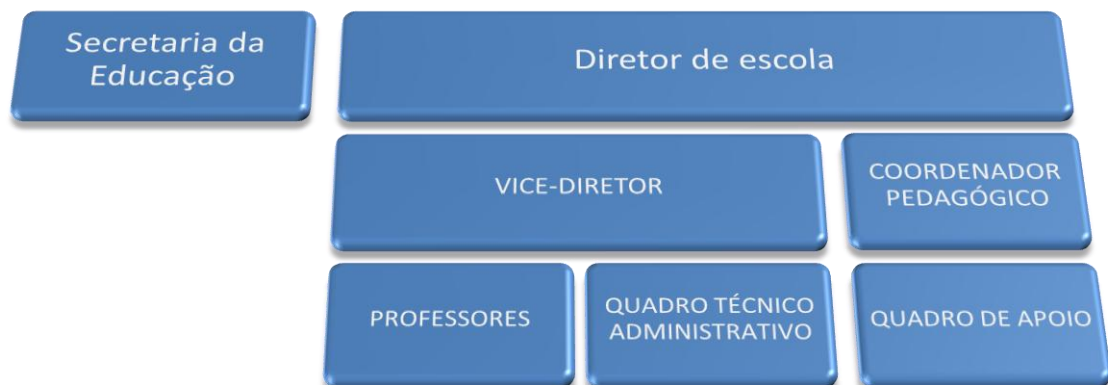 Secretaria da
Educação
Diretor de escola
VICE-DIRETOR
COORDENADOR
PEDAGÓGICO
PROFESSORES
QUADRO TÉCNICO
ADMINISTRATIVO
QUADRO DE APOIO